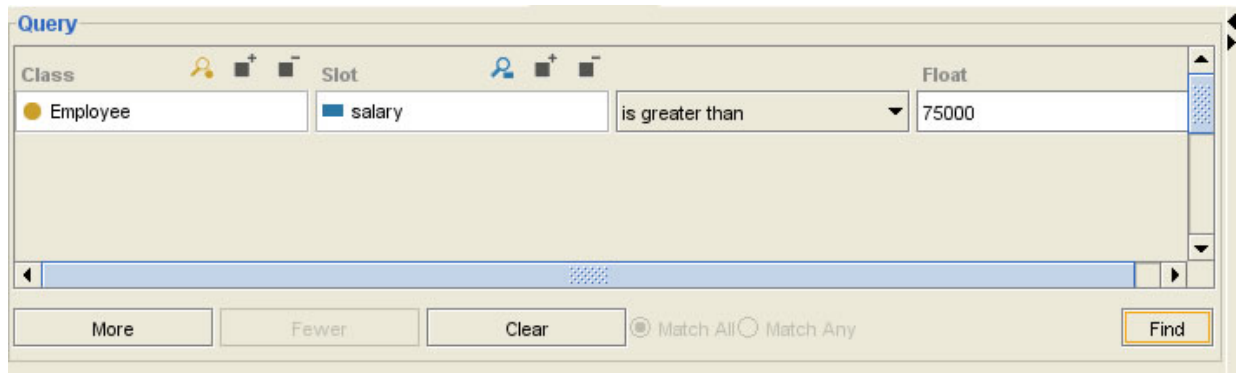 Query
Class Slot Float
Employee salary is greater than 75000
More Fewer Clear Match All Match Any Find